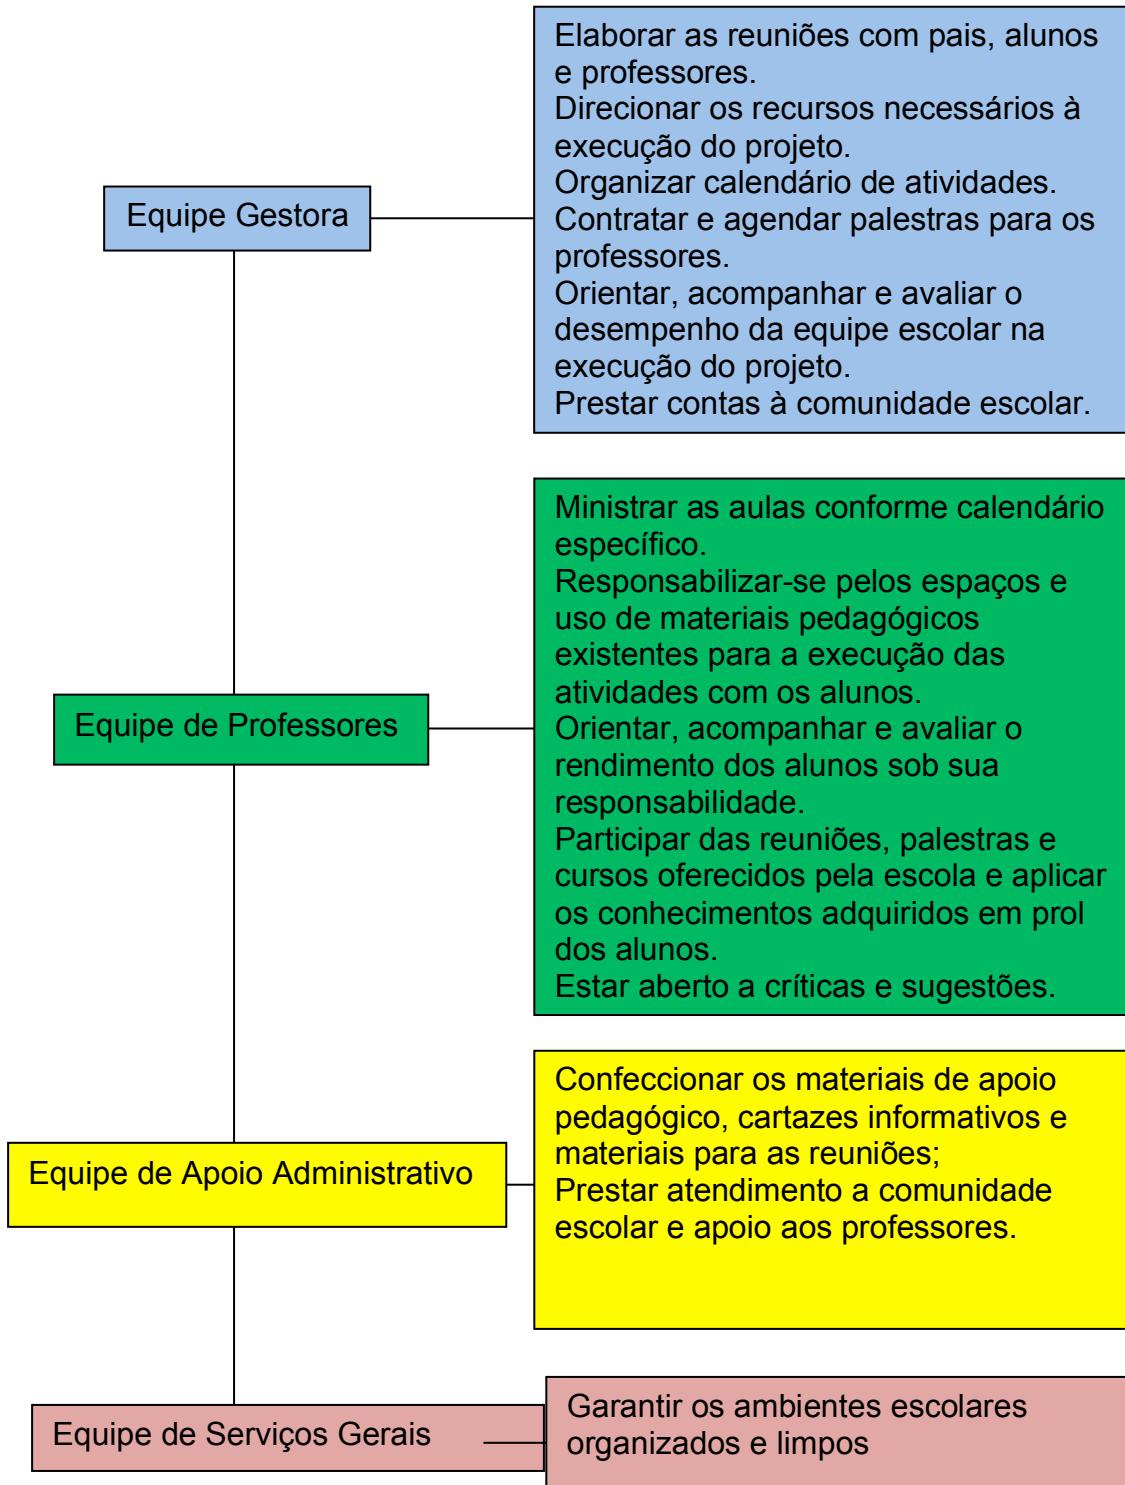 Elaborar as reuniões com pais, alunos
e professores.
Direcionar os recursos necessários à
execução do projeto.
Organizar calendário de atividades.
Contratar e agendar palestras para os
professores.
Orientar, acompanhar e avaliar o
desempenho da equipe escolar na
execução do projeto.
Prestar contas à comunidade escolar.
Equipe Gestora
Ministrar as aulas conforme calendário
específico.
Responsabilizar-se pelos espaços e
uso de materiais pedagógicos
existentes para a execução das
atividades com os alunos.
Orientar, acompanhar e avaliar o
rendimento dos alunos sob sua
responsabilidade.
Participar das reuniões, palestras e
cursos oferecidos pela escola e aplicar
os conhecimentos adquiridos em prol
dos alunos.
Estar aberto a críticas e sugestões.
Equipe de Professores
Confeccionar os materiais de apoio
pedagógico, cartazes informativos e
materiais para as reuniões;
Prestar atendimento a comunidade
escolar e apoio aos professores.
Equipe de Apoio Administrativo
Garantir os ambientes escolares
organizados e limpos
Equipe de Serviços Gerais